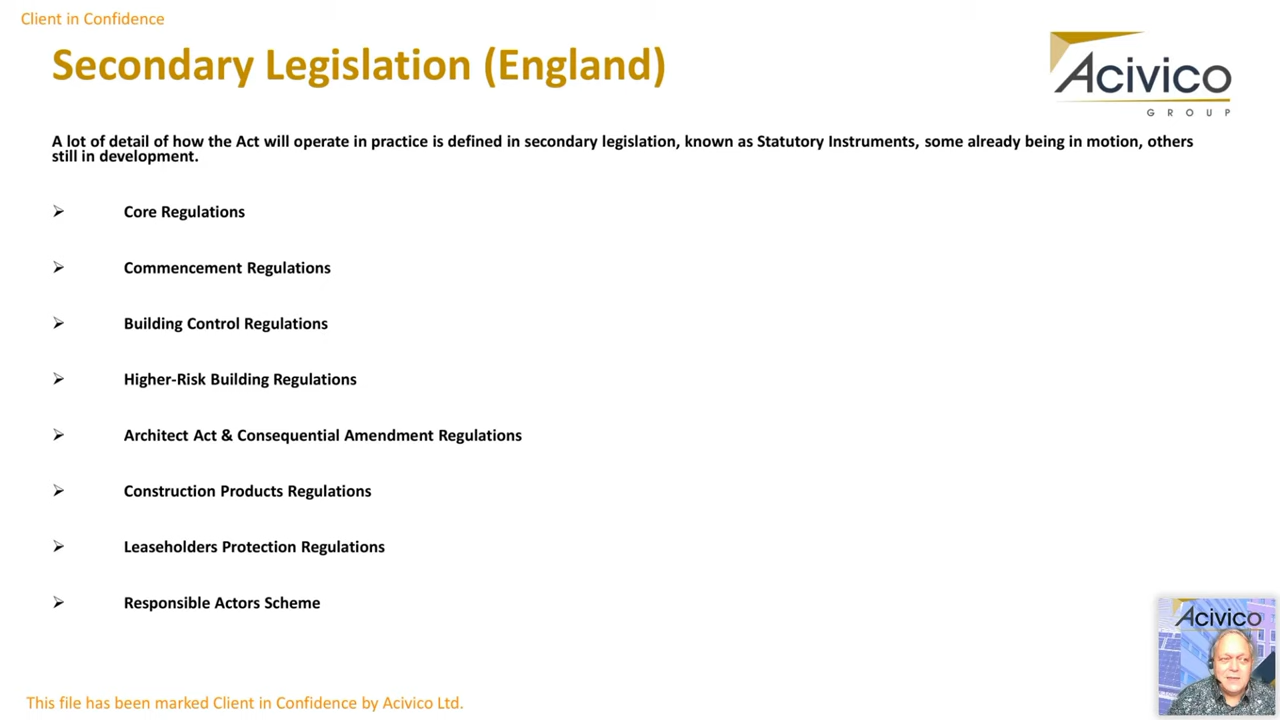 Client in Confidence
Secondary Legislation (England)
Acivico
GROUP
A lot of detail of how the Act will operate in practice is defined in secondary legislation, known as Statutory Instruments, some already being in motion, others
still in development.
Core Regulations
Commencement Regulations
Building Control Regulations
Higher-Risk Building Regulations
Architect Act & Consequential Amendment Regulations
Construction Products Regulations
Leaseholders Protection Regulations
Responsible Actors Scheme
Acivico
This file has been marked Client in Confidence by Acivico Ltd.